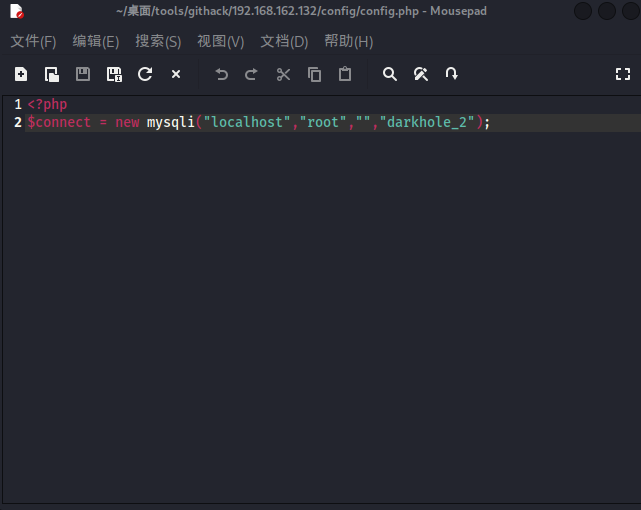 ~/桌面/tools/githack/192.168.162.132/config/config.php - Mousepad
文件(F) 编辑(E) 搜索(S) 视图(V) 文档(D) 帮助(H)
1 <?php
2 $connect = new mysqli("localhost","root","","darkhole_2");